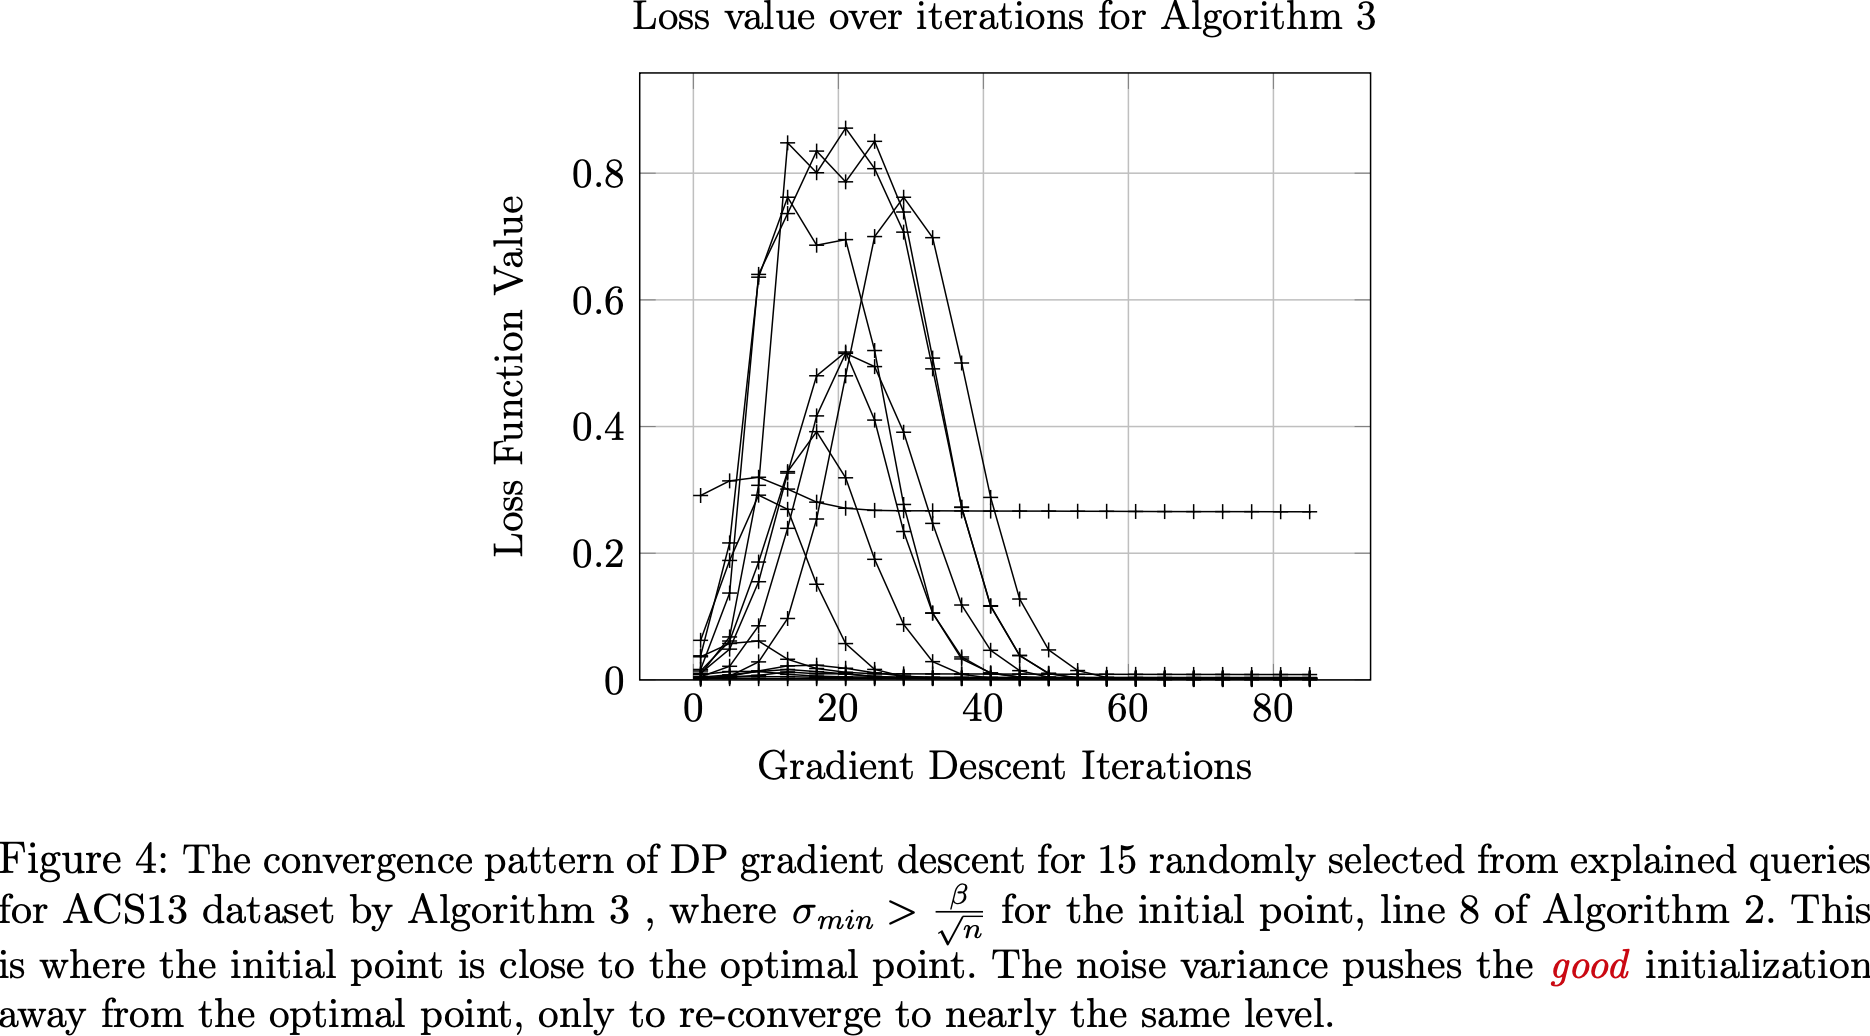 Loss value over iterations for Algorithm 3
Loss Function Value
0.8
0.6
0.4
0.2
0
0 20 40 60 80
Gradient Descent Iterations
Figure 4: The convergence pattern of DP gradient descent for 15 randomly selected from explained queries
for ACS13 dataset by Algorithm 3 , where σ_{min} > \frac{β}{\sqrt{n}} for the initial point, line 8 of Algorithm 2. This
is where the initial point is close to the optimal point. The noise variance pushes the good initialization
away from the optimal point, only to re-converge to nearly the same level.